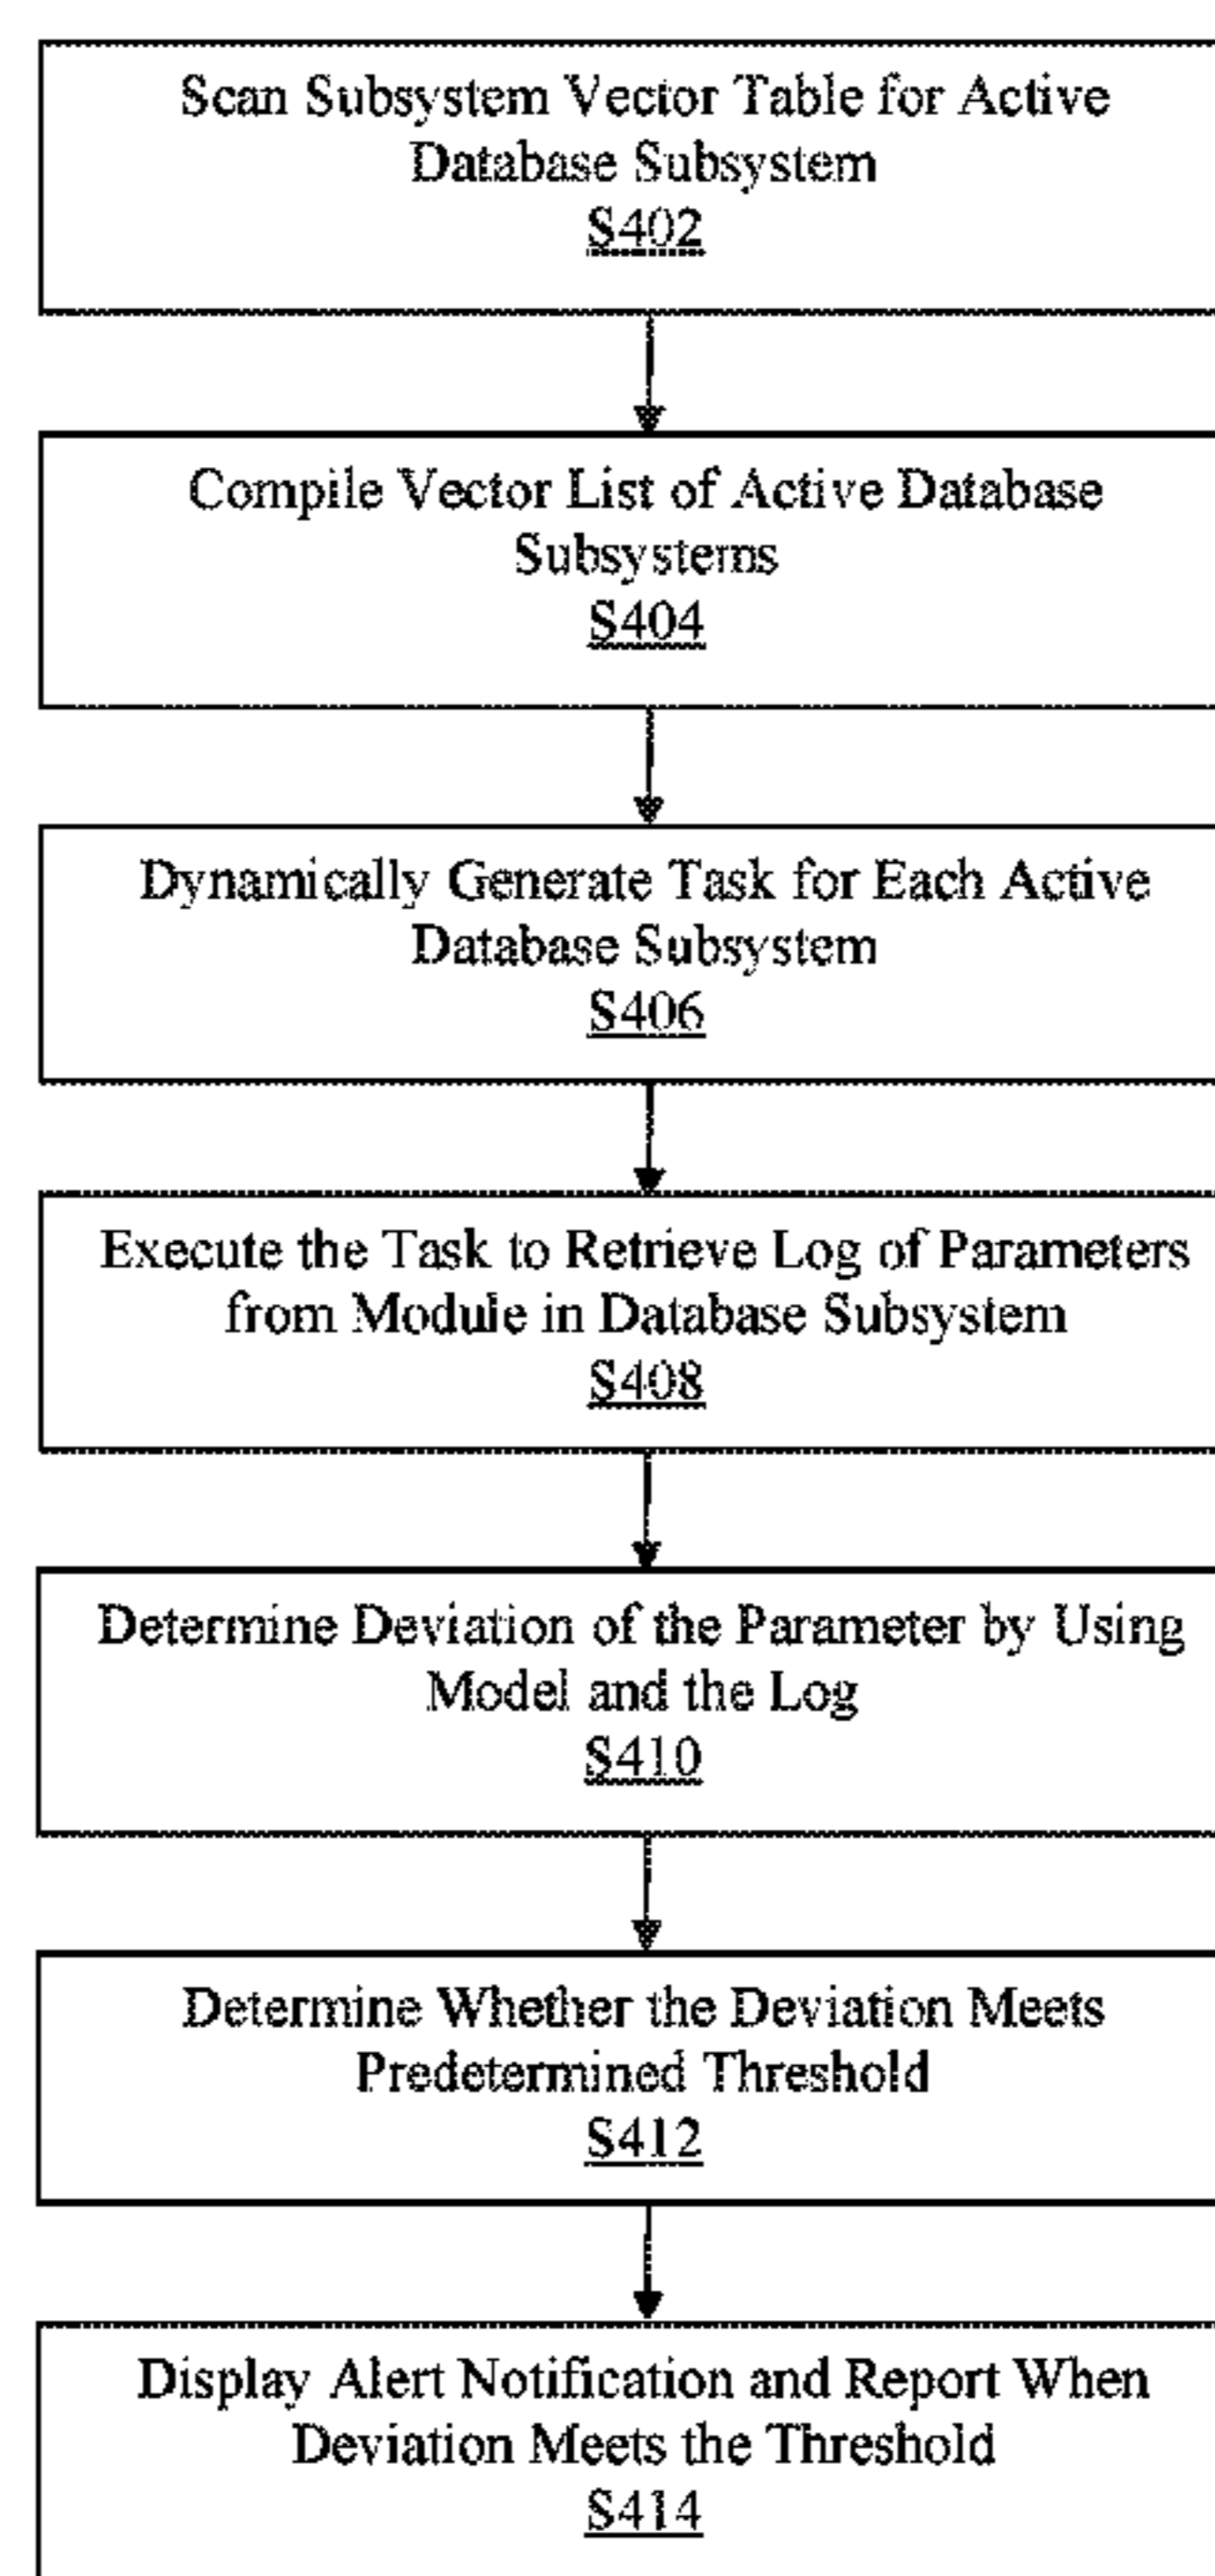 Scan Subsystem Vector Table for Active
Database Subsystem
S402
Compile Vector List of Active Database
Subsystems
S404
Dynamically Generate Task for Each Active
Database Subsystem
S406
Execute the Task to Retrieve Log of Parameters
from Module in Database Subsystem
S408
Determine Deviation of the Parameter by Using
Model and the Log
S410
Determine Whether the Deviation Meets
Predetermined Threshold
S412
Display Alert Notification and Report When
Deviation Meets the Threshold
S414